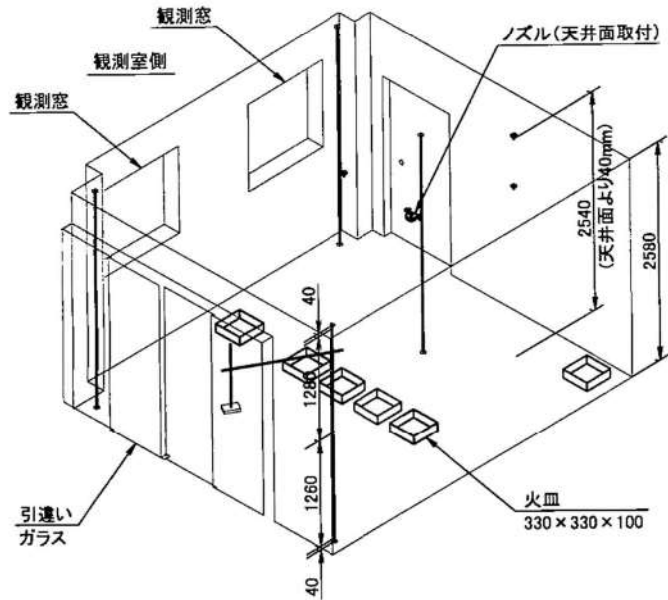 観測窓
ノズル(天井面取付)
観測室側
観測窓
2540
(天井面より40mm)
2580
40
1280
1260
40
引違い
ガラス
火皿
330×330×100